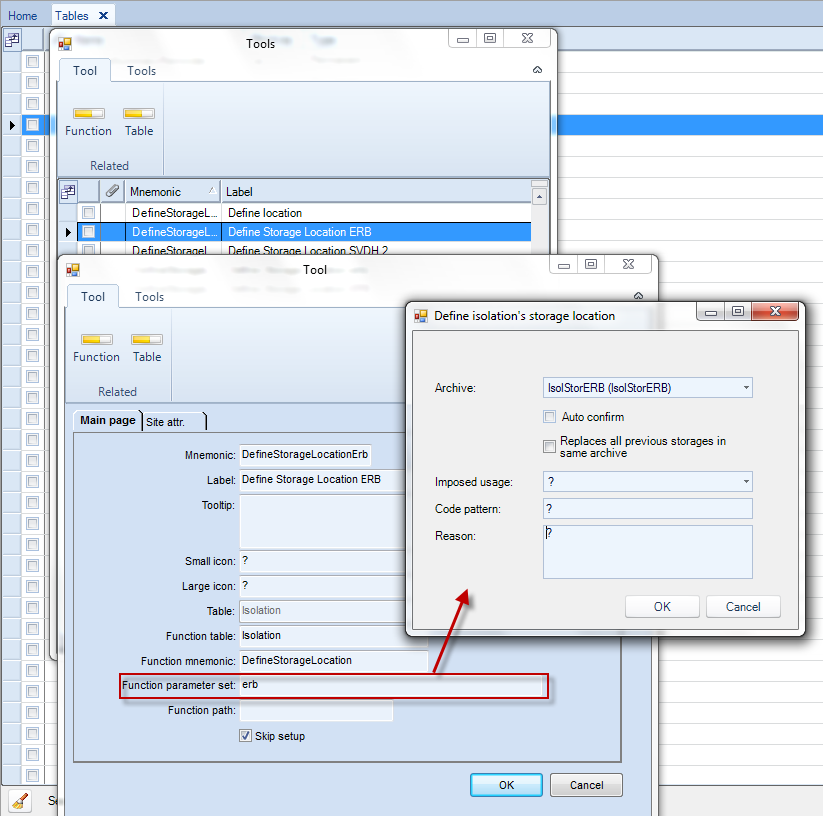 Home
Tables
Tools
Tool Tools
Function Table
Related
Mnemonic Label
DefineStorageL... Define location
DefineStorageL... Define Storage Location ERB
DefineStorageL... Define Storage Location SVDH 2
Tool
Tool Tools
Function Table
Related
Main page Site attr.
Mnemonic: DefineStorageLocationErb
Label: Define Storage Location ERB
Tooltip:
Small icon: ?
Large icon: ?
Table: Isolation
Function table: Isolation
Function mnemonic: DefineStorageLocation
Function parameter set: erb
Function path:
Skip setup
OK Cancel
Define isolation's storage location
Archive: IsolStorERB (IsolStorERB)
Auto confirm
Replaces all previous storages in
same archive
Imposed usage: ?
Code pattern: ?
Reason: ?
OK Cancel